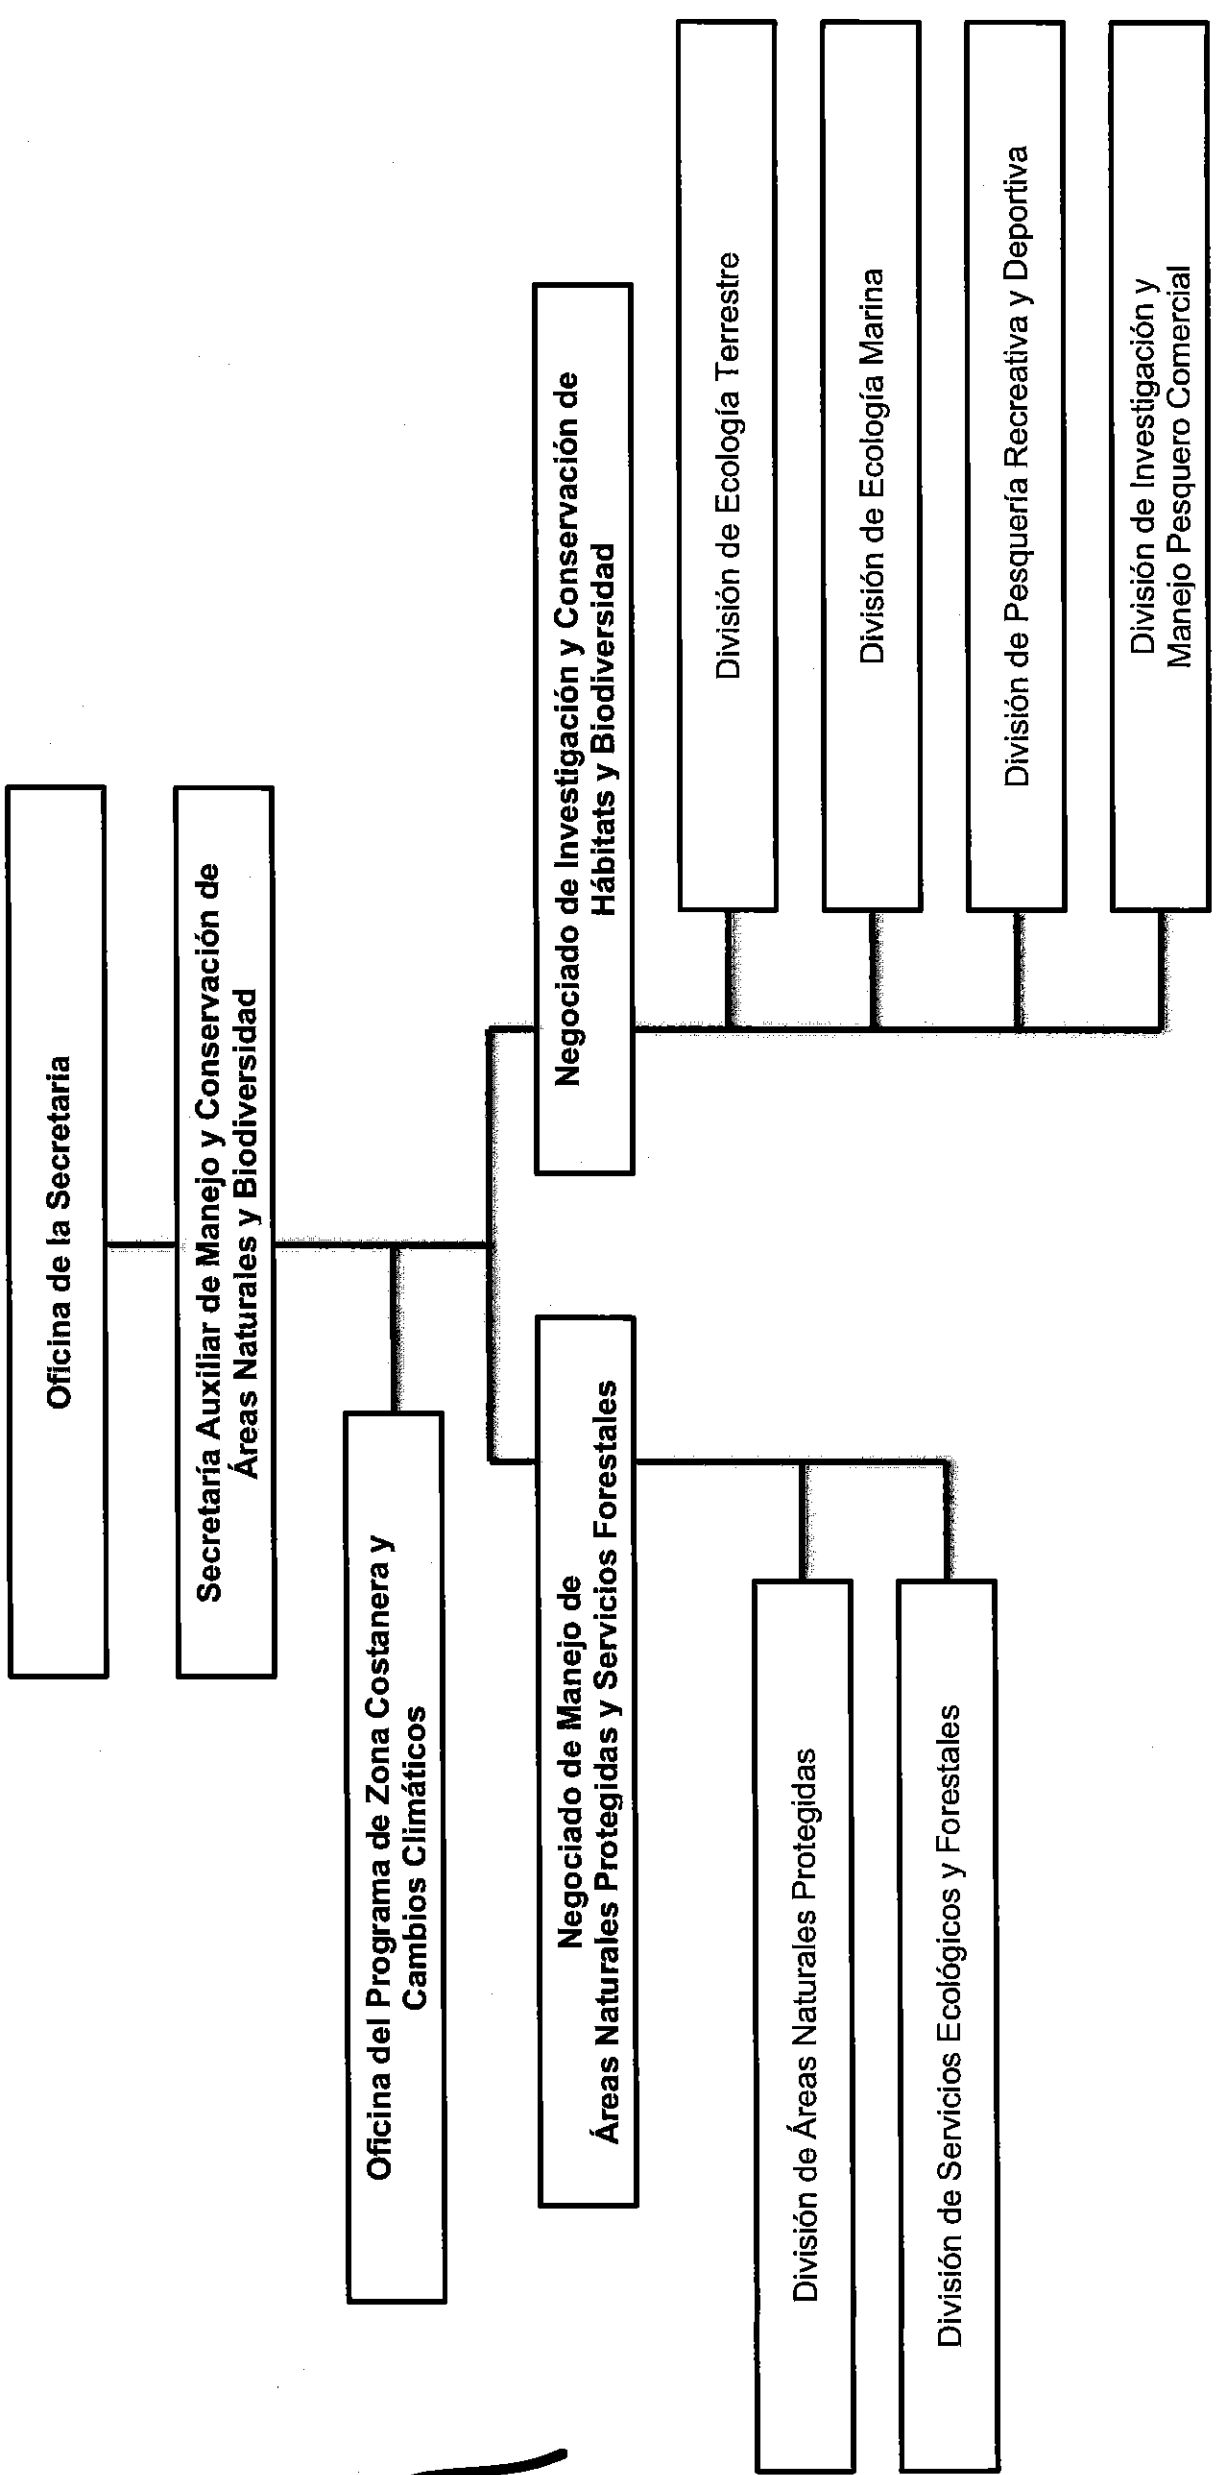 Oficina de la Secretaria
Secretaría Auxiliar de Manejo y Conservación de
Áreas Naturales y Biodiversidad
Oficina del Programa de Zona Costanera y
Cambios Climáticos
Negociado de Manejo de
Áreas Naturales Protegidas y Servicios Forestales
División de Áreas Naturales Protegidas
División de Servicios Ecológicos y Forestales
Negociado de Investigación y Conservación de
Hábitats y Biodiversidad
División de Ecología Terrestre
División de Ecología Marina
División de Pesquería Recreativa y Deportiva
División de Investigación y
Manejo Pesquero Comercial